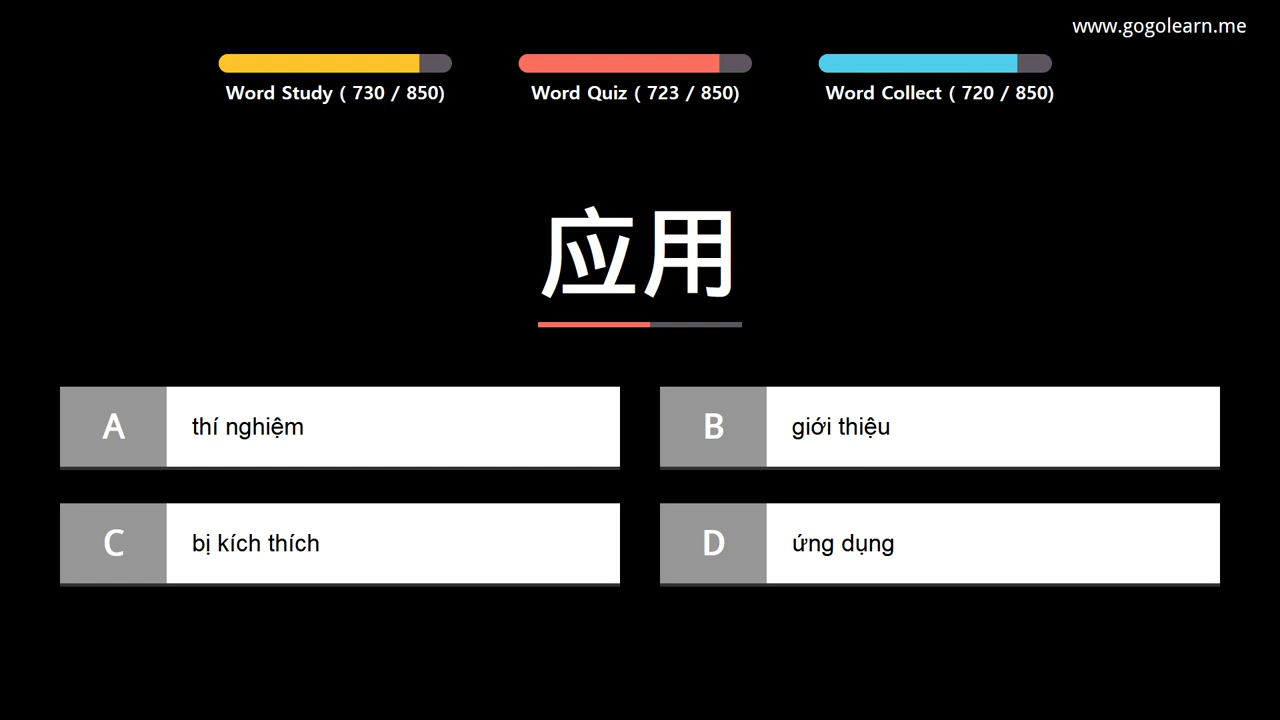 www.gogolearn.me
Word Study ( 730 / 850)
Word Quiz ( 723 / 850)
Word Collect ( 720 / 850)
应用
A thí nghiệm
B giới thiệu
C bị kích thích
D ứng dụng